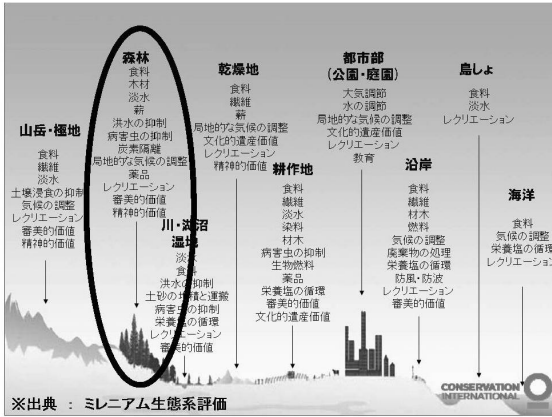 山岳・極地
食料
繊維
淡水
土壌浸食の抑制
気候の調整
レクリエーション
審美的価値
精神的価値
森林
食料
木材
淡水
薪
洪水の抑制
病害虫の抑制
炭素隔離
局地的な気候の調整
薬品
レクリエーション
審美的価値
精神的価値
川・湖沼
湿地
淡水
食料
洪水の抑制
土砂の堆積と運搬
病害虫の抑制
栄養塩の循環
レクリエーション
審美的価値
乾燥地
食料
繊維
薪
局地的な気候の調整
文化的遺産価値
レクリエーション
精神的価値
耕作地
食料
繊維
淡水
染料
材木
病害虫の抑制
生物燃料
薬品
栄養塩の循環
審美的価値
文化的遺産価値
都市部
(公園・庭園)
大気調節
水の調節
局地的な気候の調整
文化的遺産価値
レクリエーション
教育
沿岸
食料
繊維
材木
燃料
気候の調整
廃棄物の処理
栄養塩の循環
防風・防波
レクリエーション
審美的価値
島しょ
食料
淡水
レクリエーション
海洋
食料
気候の調整
栄養塩の循環
レクリエーション
CONSERVATION
INTERNATIONAL
※出典 : ミレニアム生態系評価